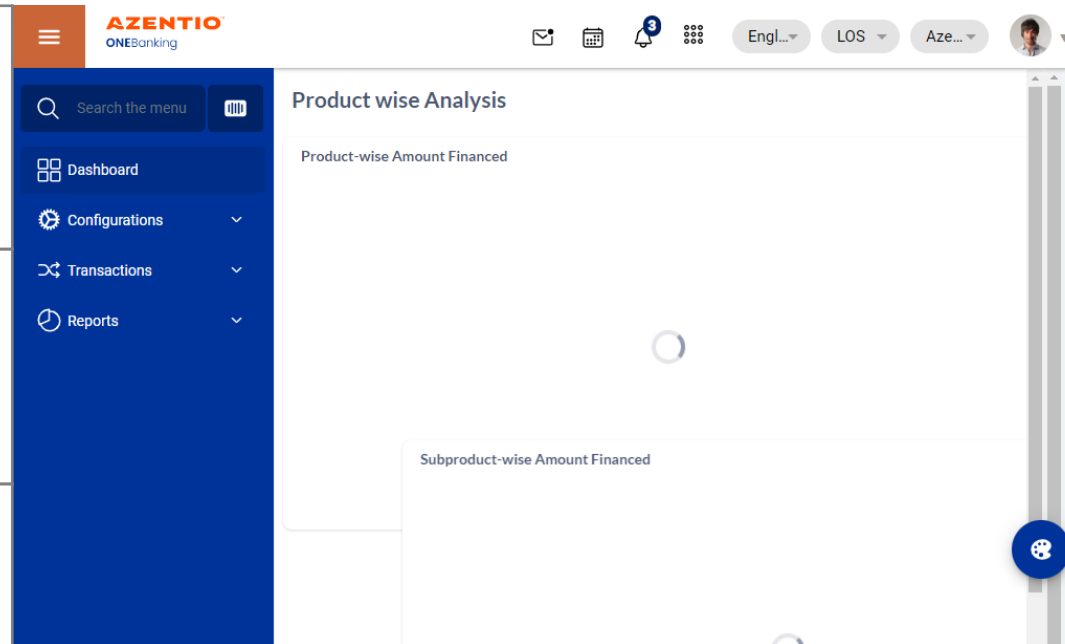 AZENTIO
ONEBanking
3
Engl...
LOS
Aze...
Search the menu
Dashboard
Configurations
Transactions
Reports
Product wise Analysis
Product-wise Amount Financed
Subproduct-wise Amount Financed